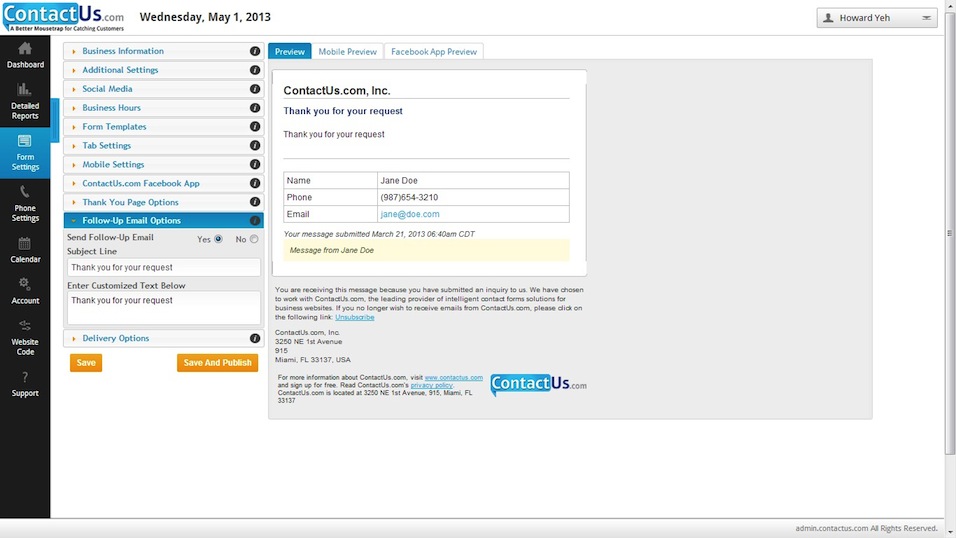 ContactUs.com
A Better Mousetrap for Catching Customers
Wednesday, May 1, 2013
Howard Yeh
Dashboard
Detailed
Reports
Form
Settings
Phone
Settings
Calendar
Account
Website
Code
?
Support
Business Information
Additional Settings
Social Media
Business Hours
Form Templates
Tab Settings
Mobile Settings
ContactUs.com Facebook App
Thank You Page Options
Follow-Up Email Options
Send Follow-Up Email Yes No
Subject Line
Thank you for your request
Enter Customized Text Below
Thank you for your request
Delivery Options
Save
Save And Publish
Preview Mobile Preview Facebook App Preview
ContactUs.com, Inc.
Thank you for your request
Thank you for your request
Name Jane Doe
Phone (987)654-3210
Email jane@doe.com
Your message submitted March 21, 2013 06:40am CDT
Message from Jane Doe
You are receiving this message because you have submitted an inquiry to us. We have chosen
to work with ContactUs.com, the leading provider of intelligent contact forms solutions for
business websites. If you no longer wish to receive emails from ContactUs.com, please click on
the following link: Unsubscribe
ContactUs.com, Inc.
3250 NE 1st Avenue
915
Miami, FL 33137, USA
For more information about ContactUs.com, visit www.contactus.com
and sign up for free. Read ContactUs.com's privacy policy.
ContactUs.com is located at 3250 NE 1st Avenue, 915, Miami, FL
33137
ContactUs.com
admin.contactus.com All Rights Reserved.